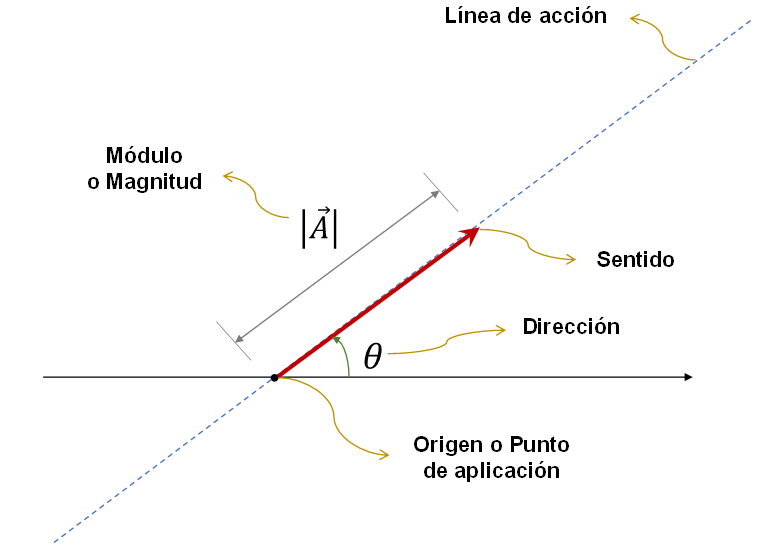 Línea de acción
Módulo
o Magnitud
|A⃗|
Sentido
Dirección
θ
Origen o Punto
de aplicación